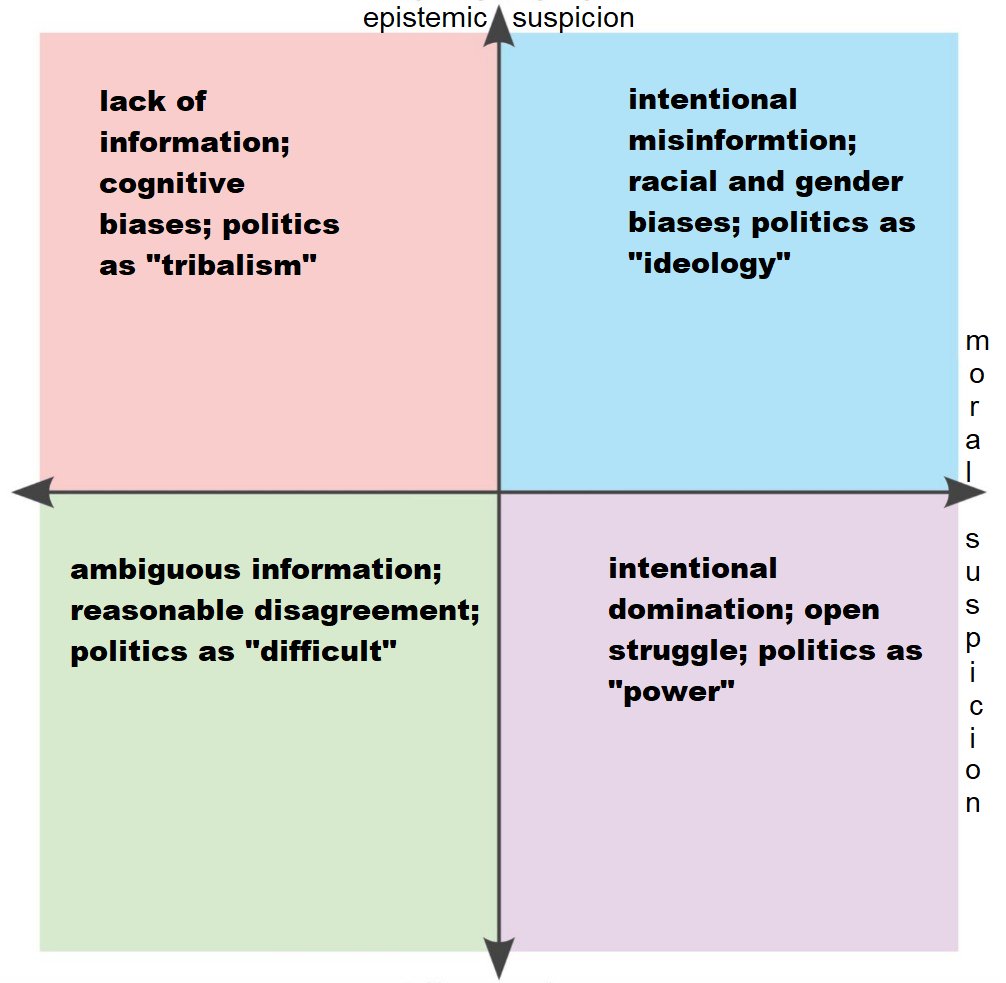 epistemic suspicion
lack of
information;
cognitive
biases; politics
as "tribalism"
intentional
misinformtion;
racial and gender
biases; politics as
"ideology"
moral
suspicion
ambiguous information;
reasonable disagreement;
politics as "difficult"
intentional
domination; open
struggle; politics as
"power"